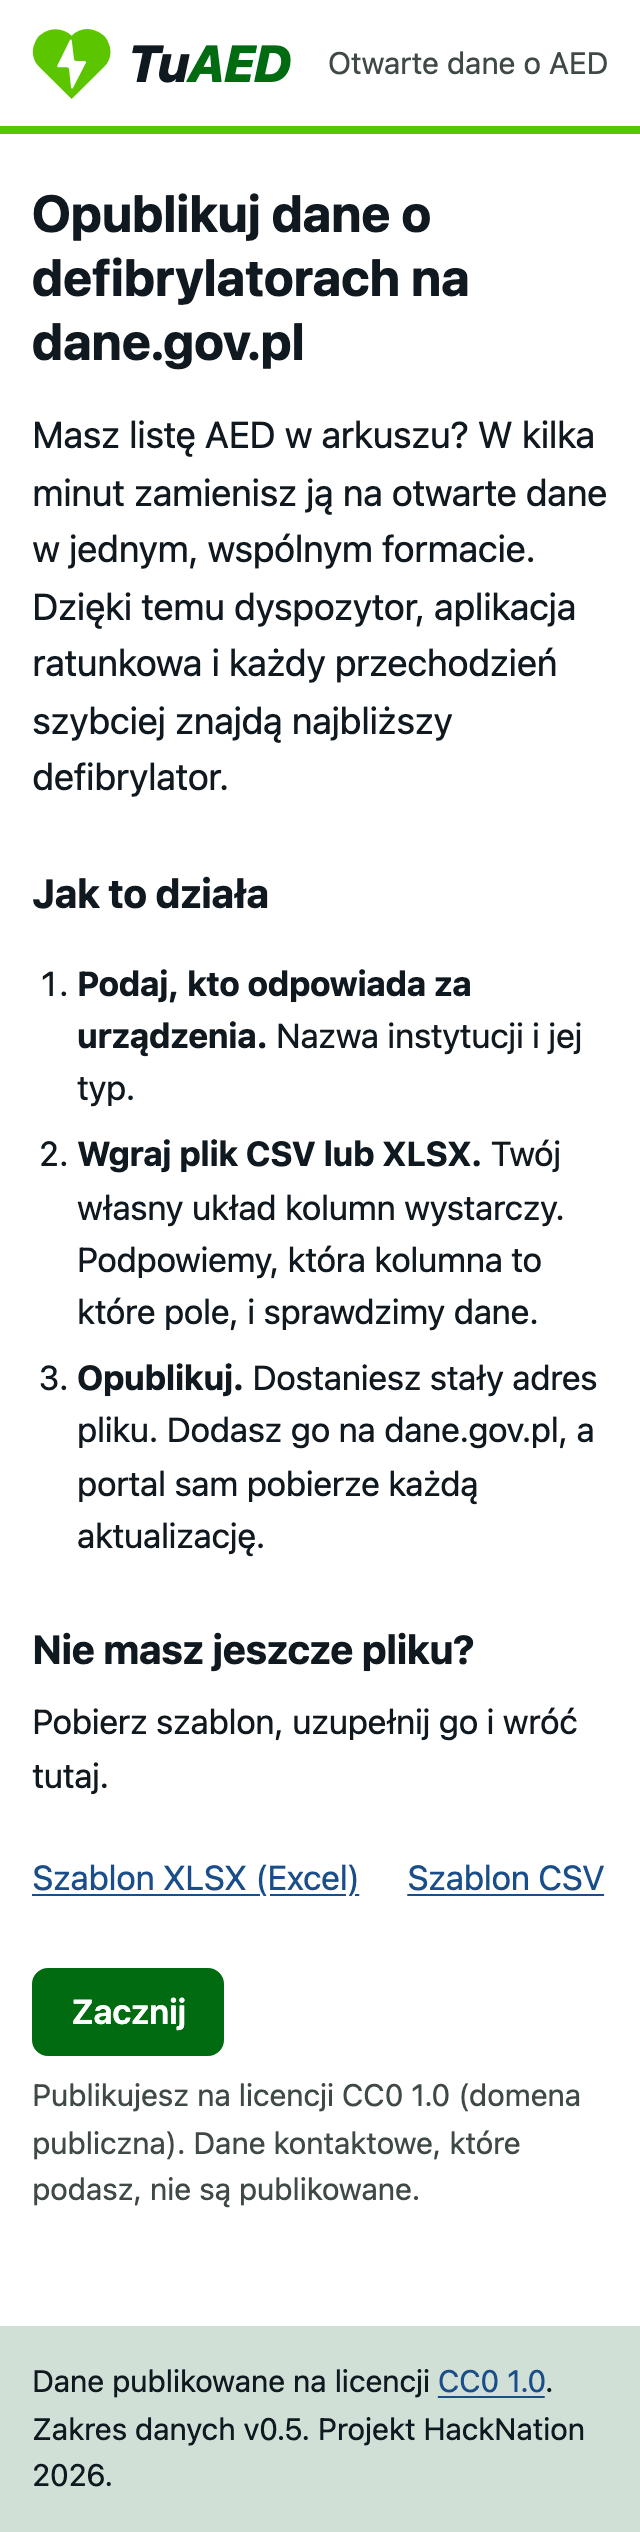 TuAED
Otwarte dane o AED
Opublikuj dane o
defibrylatorach na
dane.gov.pl
Masz listę AED w arkuszu? W kilka
minut zamienisz ją na otwarte dane
w jednym, wspólnym formacie.
Dzięki temu dyspozytor, aplikacja
ratunkowa i każdy przechodzień
szybciej znajdą najbliższy
defibrylator.
Jak to działa
1. Podaj, kto odpowiada za
urządzenia. Nazwa instytucji i jej
typ.
2. Wgraj plik CSV lub XLSX. Twój
własny układ kolumn wystarczy.
Podpowiemy, która kolumna to
które pole, i sprawdzimy dane.
3. Opublikuj. Dostaniesz stały adres
pliku. Dodasz go na dane.gov.pl, a
portal sam pobierze każdą
aktualizację.
Nie masz jeszcze pliku?
Pobierz szablon, uzupełnij go i wróć
tutaj.
Szablon XLSX (Excel) Szablon CSV
Zacznij
Publikujesz na licencji CC0 1.0 (domena
publiczna). Dane kontaktowe, które
podasz, nie są publikowane.
Dane publikowane na licencji CC0 1.0.
Zakres danych v0.5. Projekt HackNation
2026.